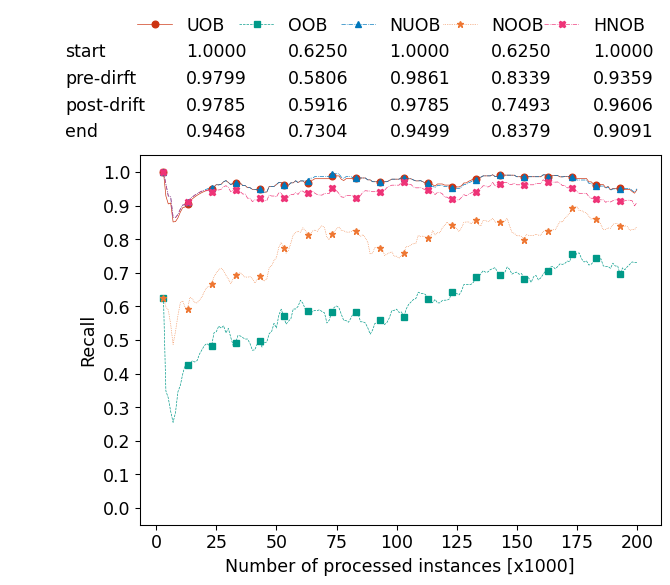 UOB OOB NUOB NOOB HNOB
start 1.0000 0.6250 1.0000 0.6250 1.0000
pre-dirft 0.9799 0.5806 0.9861 0.8339 0.9359
post-drift 0.9785 0.5916 0.9785 0.7493 0.9606
end 0.9468 0.7304 0.9499 0.8379 0.9091
1.0
0.9
0.8
0.7
0.6
0.5
0.4
0.3
0.2
0.1
0.0
Recall
0 25 50 75 100 125 150 175 200
Number of processed instances [x1000]